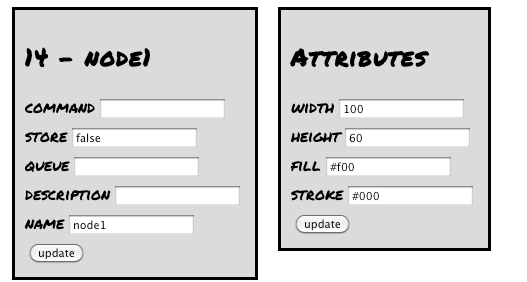 14 - node1
command
store false
queue
description
name node1
update
Attributes
width 100
height 60
fill #f00
stroke #000
update